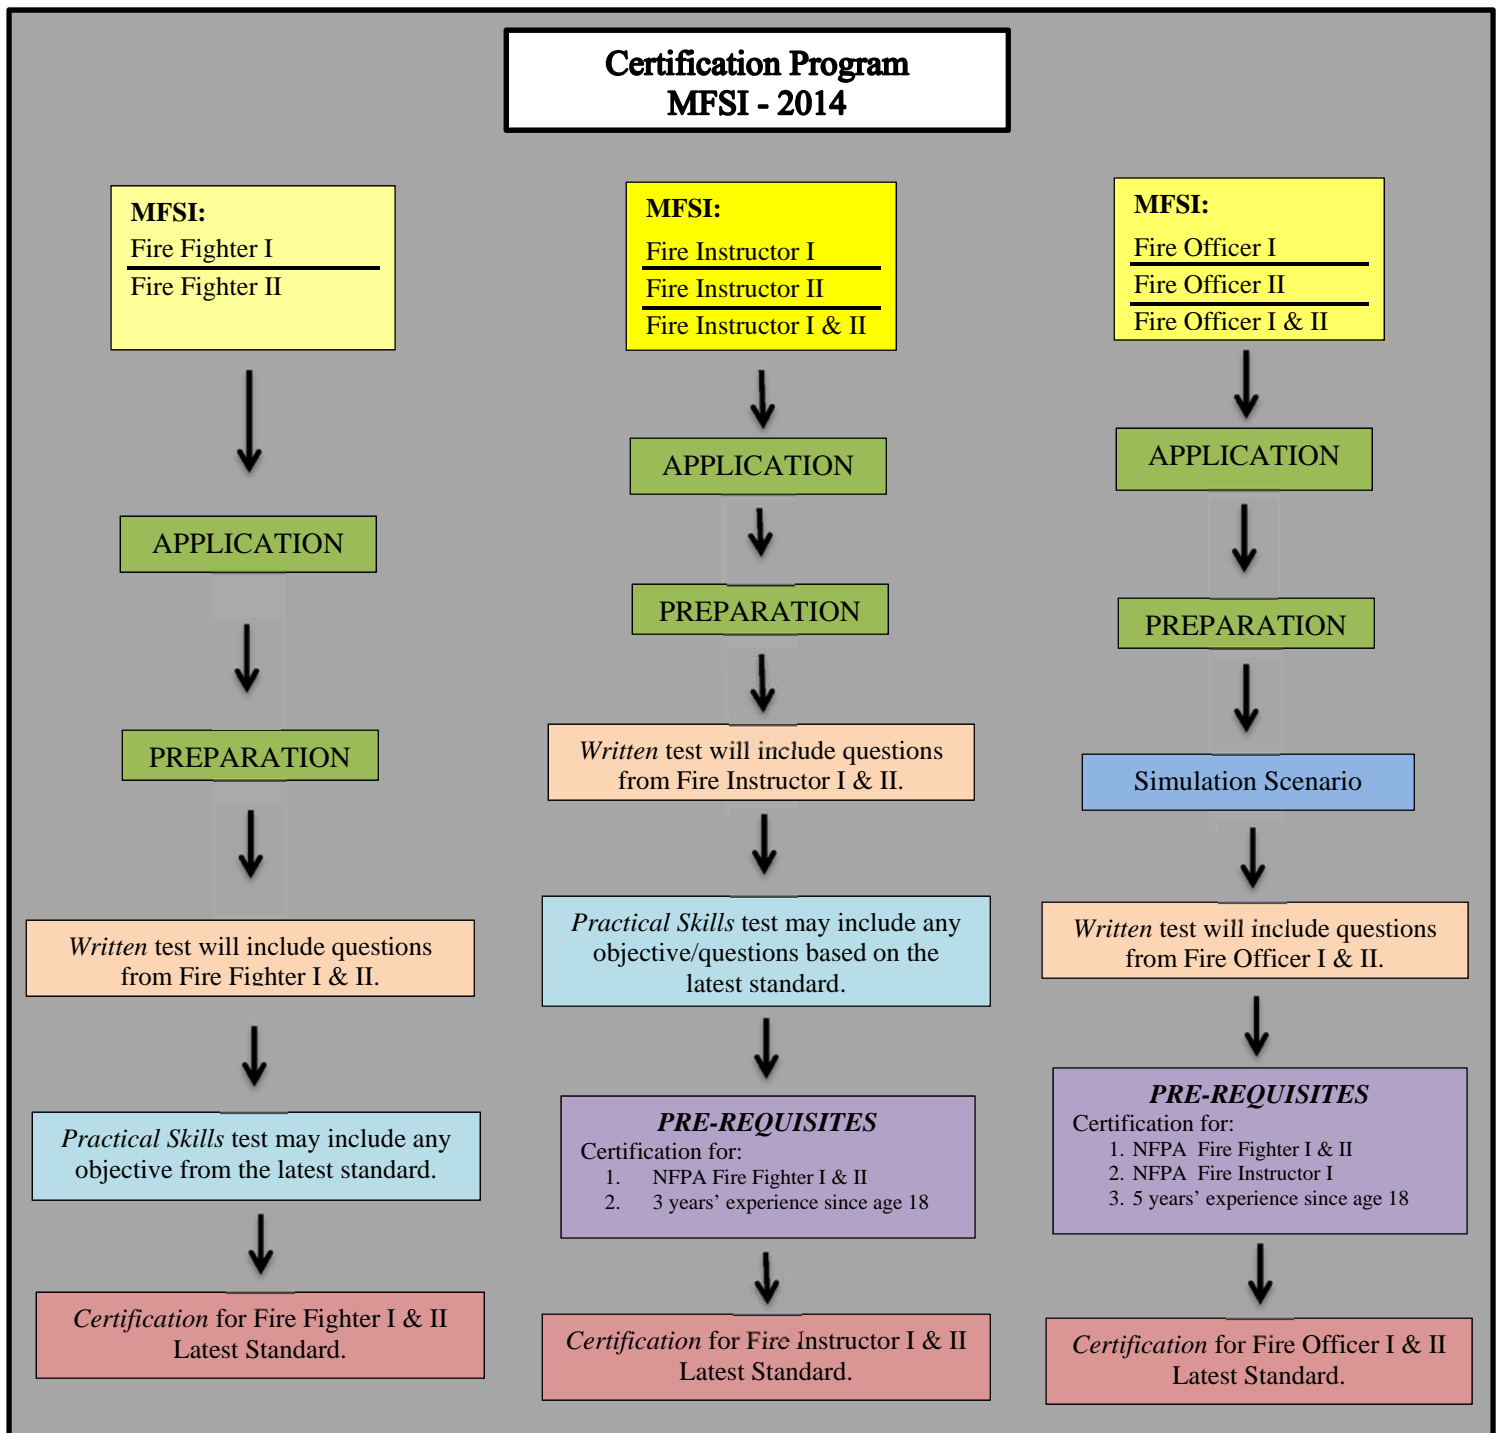 Certification Program
MFSI - 2014
MFSI:
Fire Fighter I
Fire Fighter II
APPLICATION
PREPARATION
Written test will include questions
from Fire Fighter I & II.
Practical Skills test may include any
objective from the latest standard.
Certification for Fire Fighter I & II
Latest Standard.
MFSI:
Fire Instructor I
Fire Instructor II
Fire Instructor I & II
APPLICATION
PREPARATION
Written test will include questions
from Fire Instructor I & II.
Practical Skills test may include any
objective/questions based on the
latest standard.
PRE-REQUISITES
Certification for:
1. NFPA Fire Fighter I & II
2. 3 years’ experience since age 18
Certification for Fire Instructor I & II
Latest Standard.
MFSI:
Fire Officer I
Fire Officer II
Fire Officer I & II
APPLICATION
PREPARATION
Simulation Scenario
Written test will include questions
from Fire Officer I & II.
PRE-REQUISITES
Certification for:
1. NFPA Fire Fighter I & II
2. NFPA Fire Instructor I
3. 5 years’ experience since age 18
Certification for Fire Officer I & II
Latest Standard.